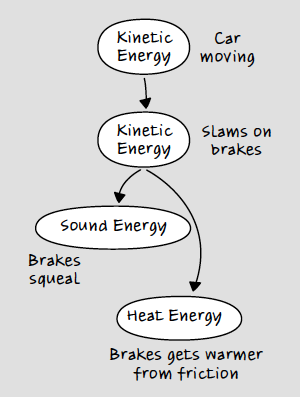 Kinetic
Energy
Car
moving
Kinetic
Energy
Slams on
brakes
Sound Energy
Brakes
squeal
Heat Energy
Brakes gets warmer
from friction